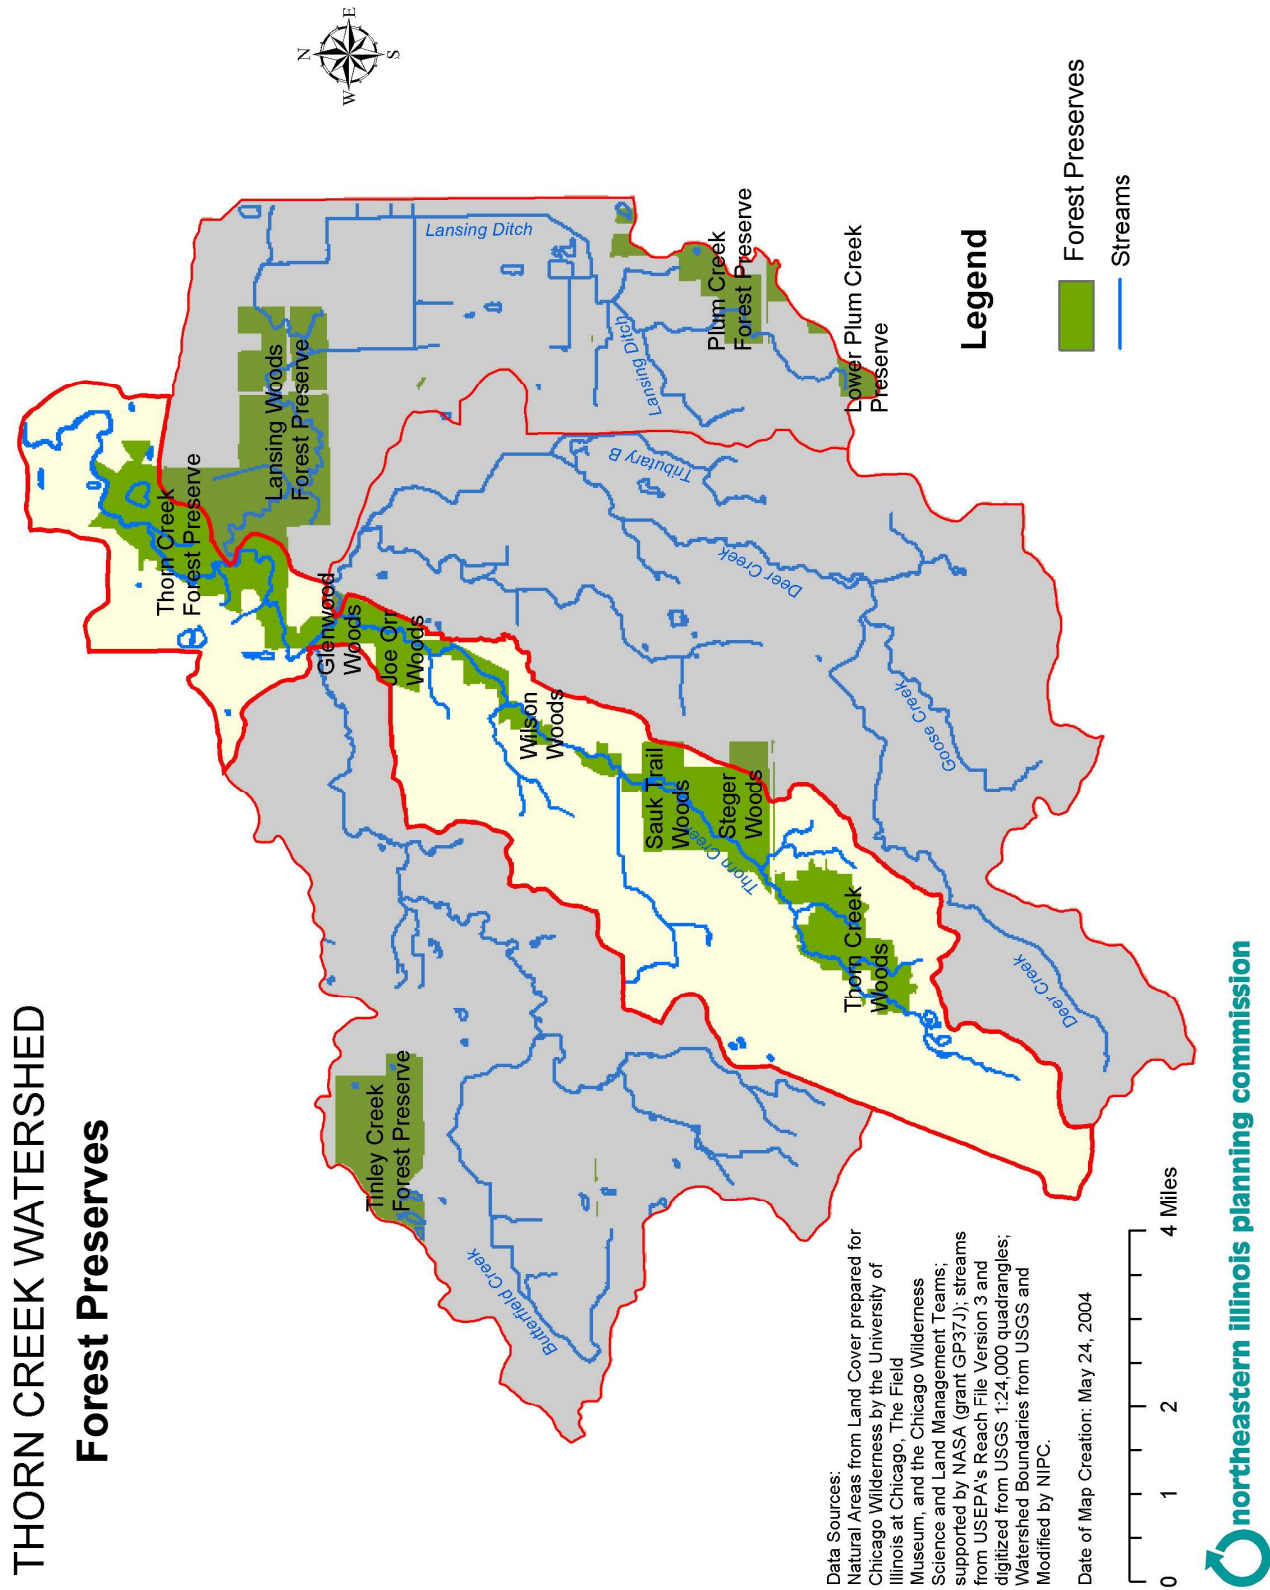 THORN CREEK WATERSHED
Forest Preserves
N
W
E
S
Thorn Creek
Forest Preserve
Lansing Woods
Forest Preserve
Lansing Ditch
Glenwood
Woods
Joe Orr
Woods
Tinley Creek
Forest Preserve
Butterfield Creek
Wilson
Woods
Sauk Trail
Woods
Steger
Woods
Thorn Creek
Thorn Creek
Woods
Lansing Ditch
Tributary B
Deer Creek
Goose Creek
Deer Creek
Plum Creek
Forest Preserve
Lower Plum Creek
Preserve
Legend
Forest Preserves
Streams
Data Sources:
Natural Areas from Land Cover prepared for
Chicago Wilderness by the University of
Illinois at Chicago, The Field
Museum, and the Chicago Wilderness
Science and Land Management Teams;
supported by NASA (grant GP37J); streams
from USEPA's Reach File Version 3 and
digitized from USGS 1:24,000 quadrangles;
Watershed Boundaries from USGS and
Modified by NIPC.
Date of Map Creation: May 24, 2004
0 1 2 4 Miles
northeastern illinois planning commission